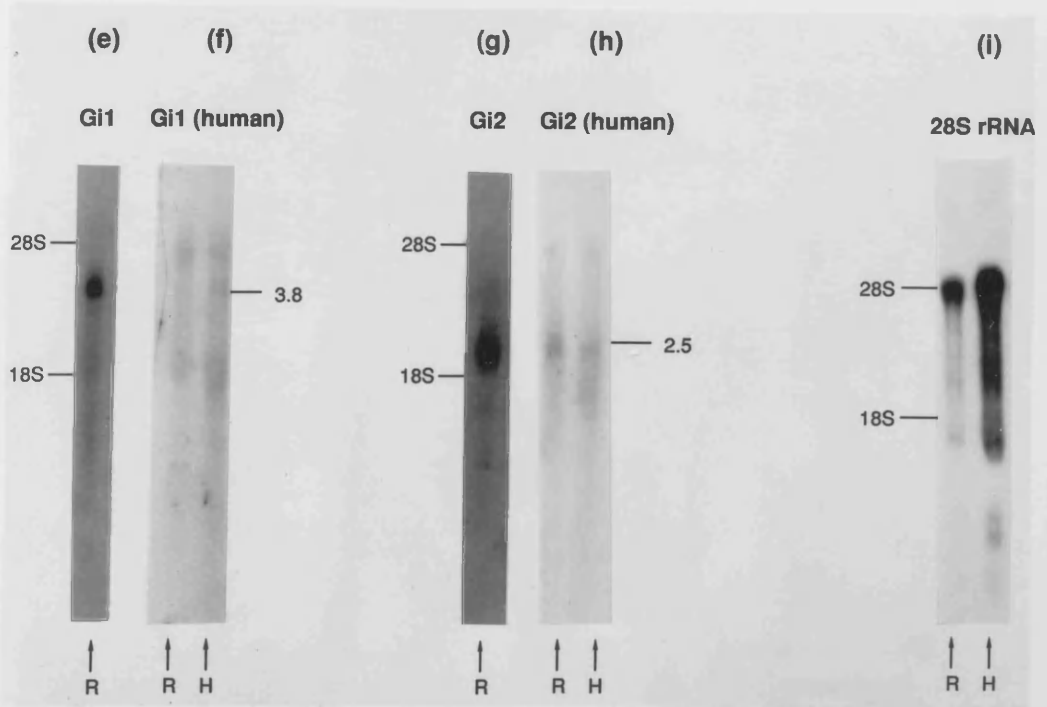 (e) (f) (g) (h) (i)
Gi1 Gi1 (human) Gi2 Gi2 (human) 28S rRNA
28S 28S
28S
3.8
2.5
18S 18S
18S
R R H R R H R H